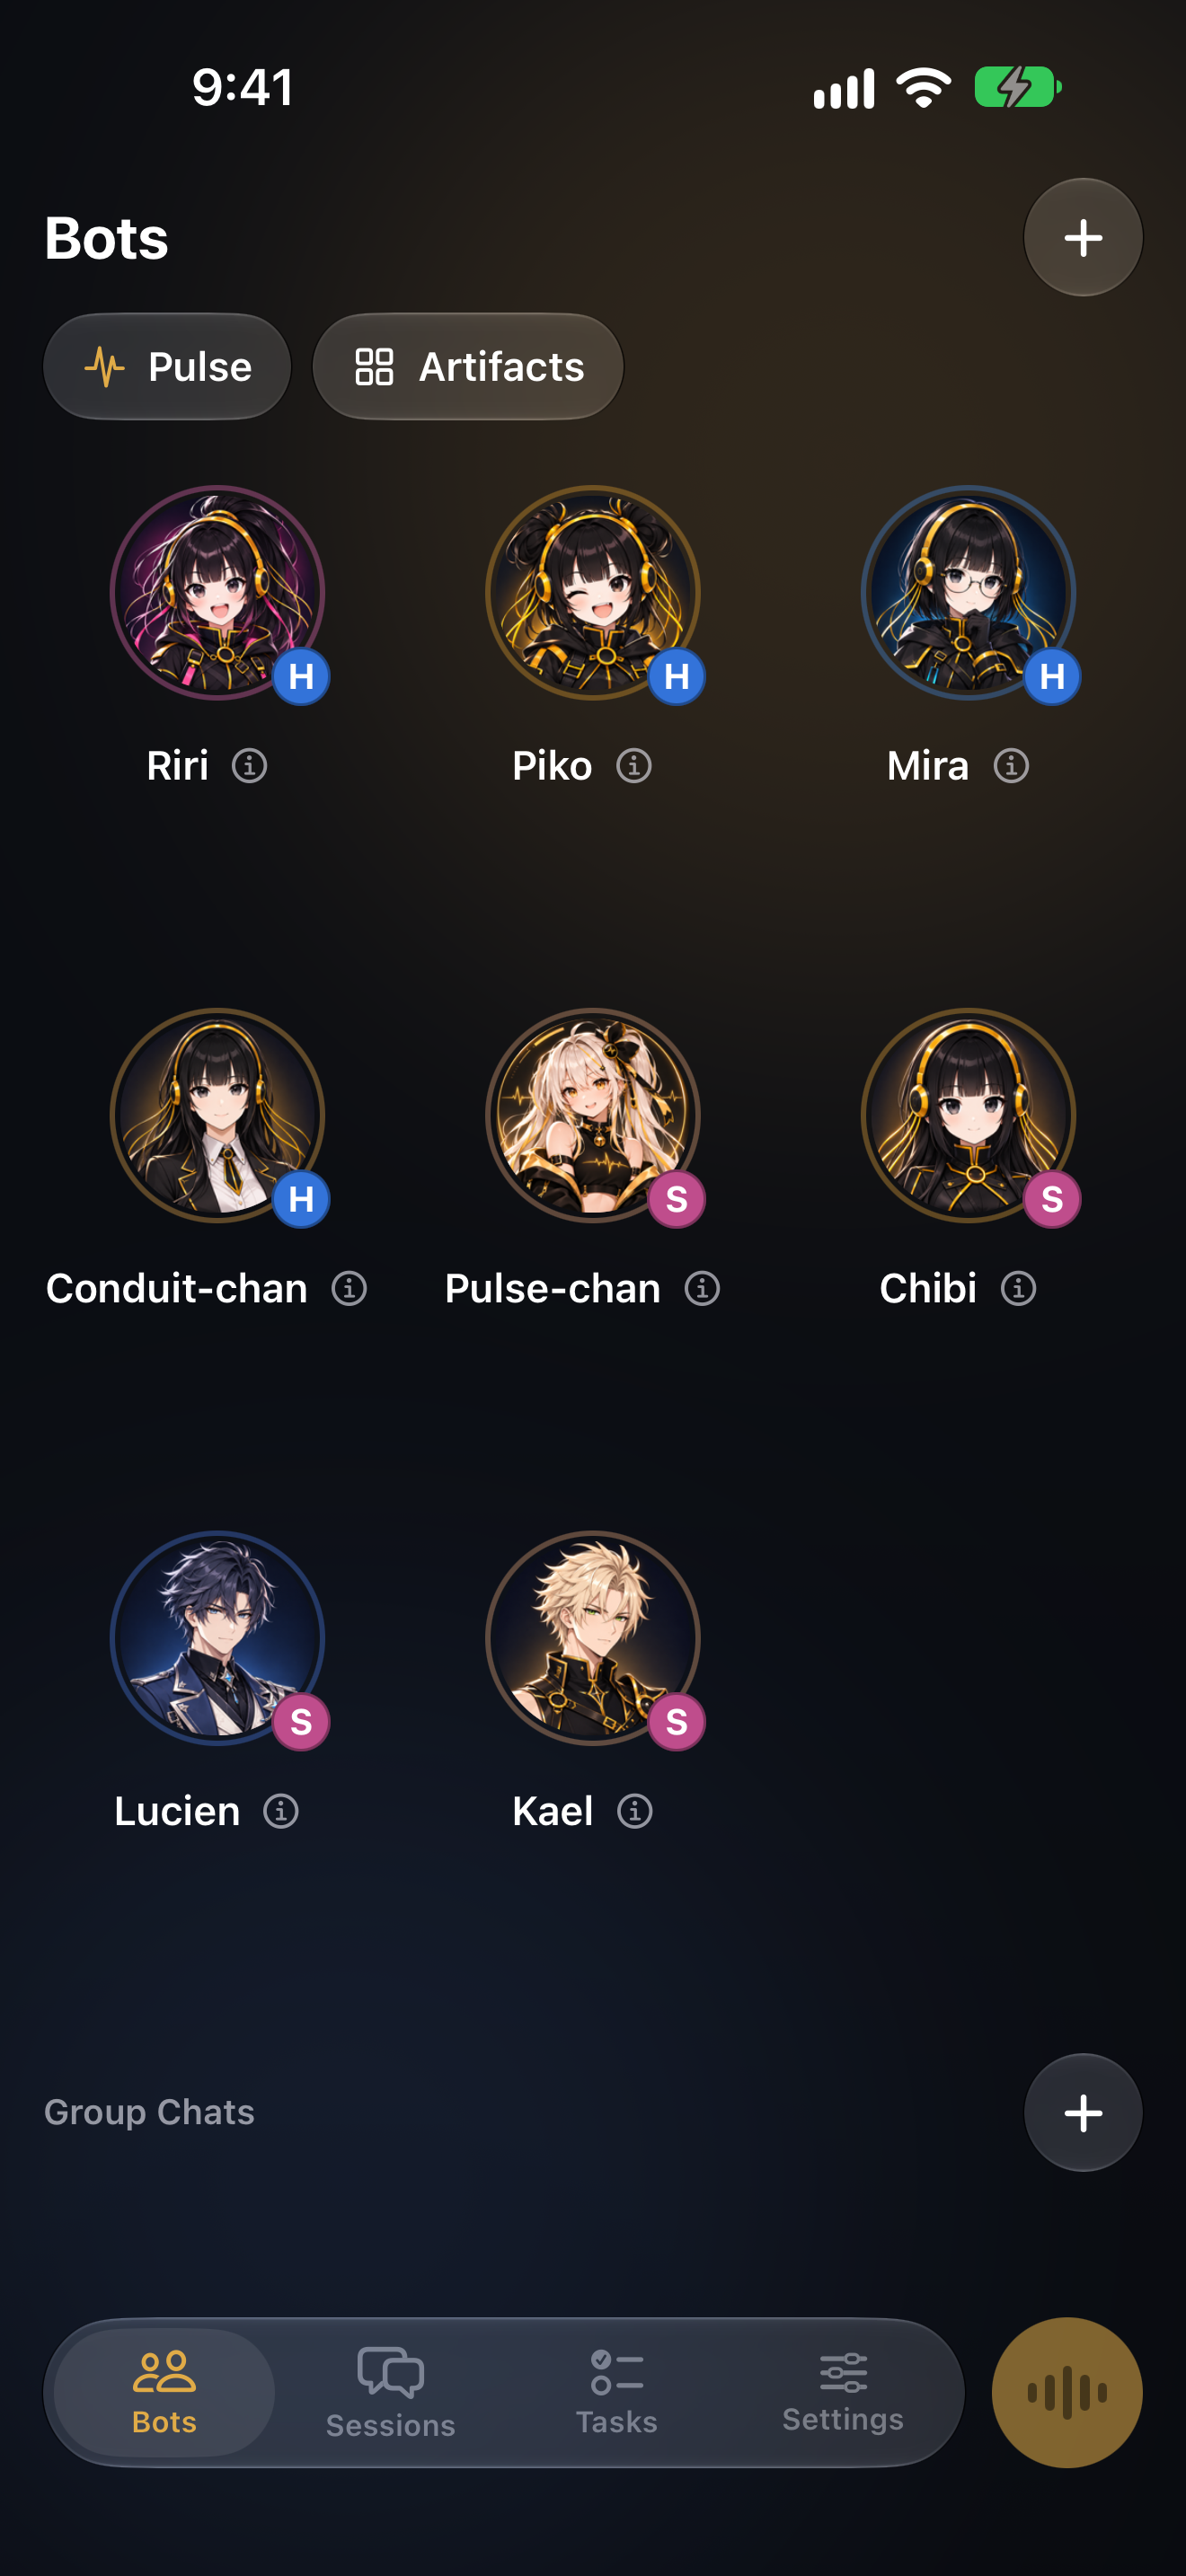 9:41
Bots
Pulse
Artifacts
H
H
H
Riri
Piko
Mira
H
S
S
Conduit-chan
Pulse-chan
Chibi
S
S
Lucien
Kael
Group Chats
Bots
Sessions
Tasks
Settings